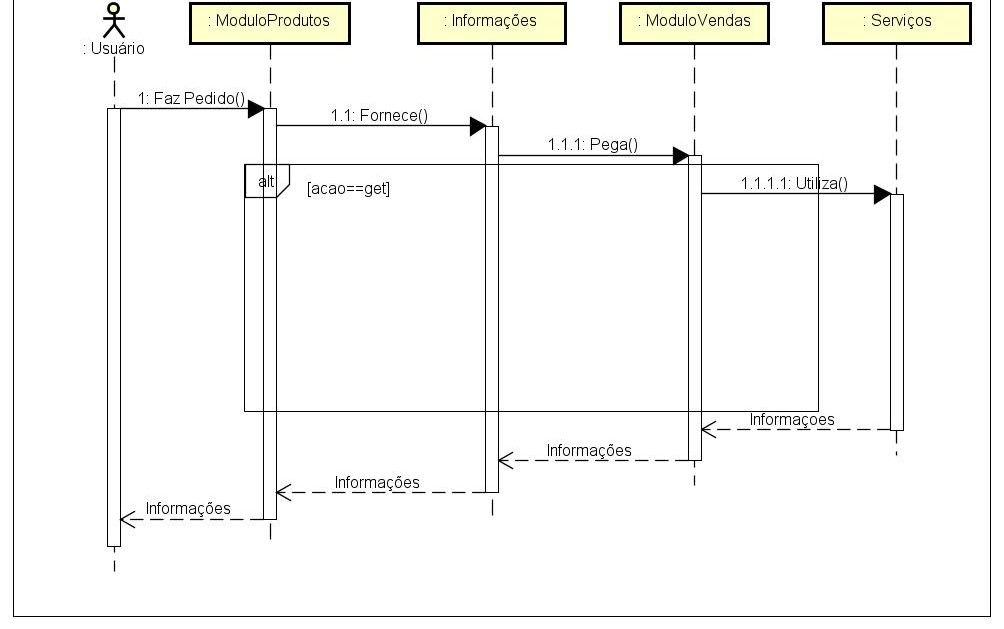 : Usuário
: ModuloProdutos
: Informações
: ModuloVendas
: Serviços
1: Faz Pedido()
1.1: Fornece()
1.1.1: Pega()
alt
[acao==get]
1.1.1.1: Utiliza()
Informaçoes
Informações
Informações
Informações